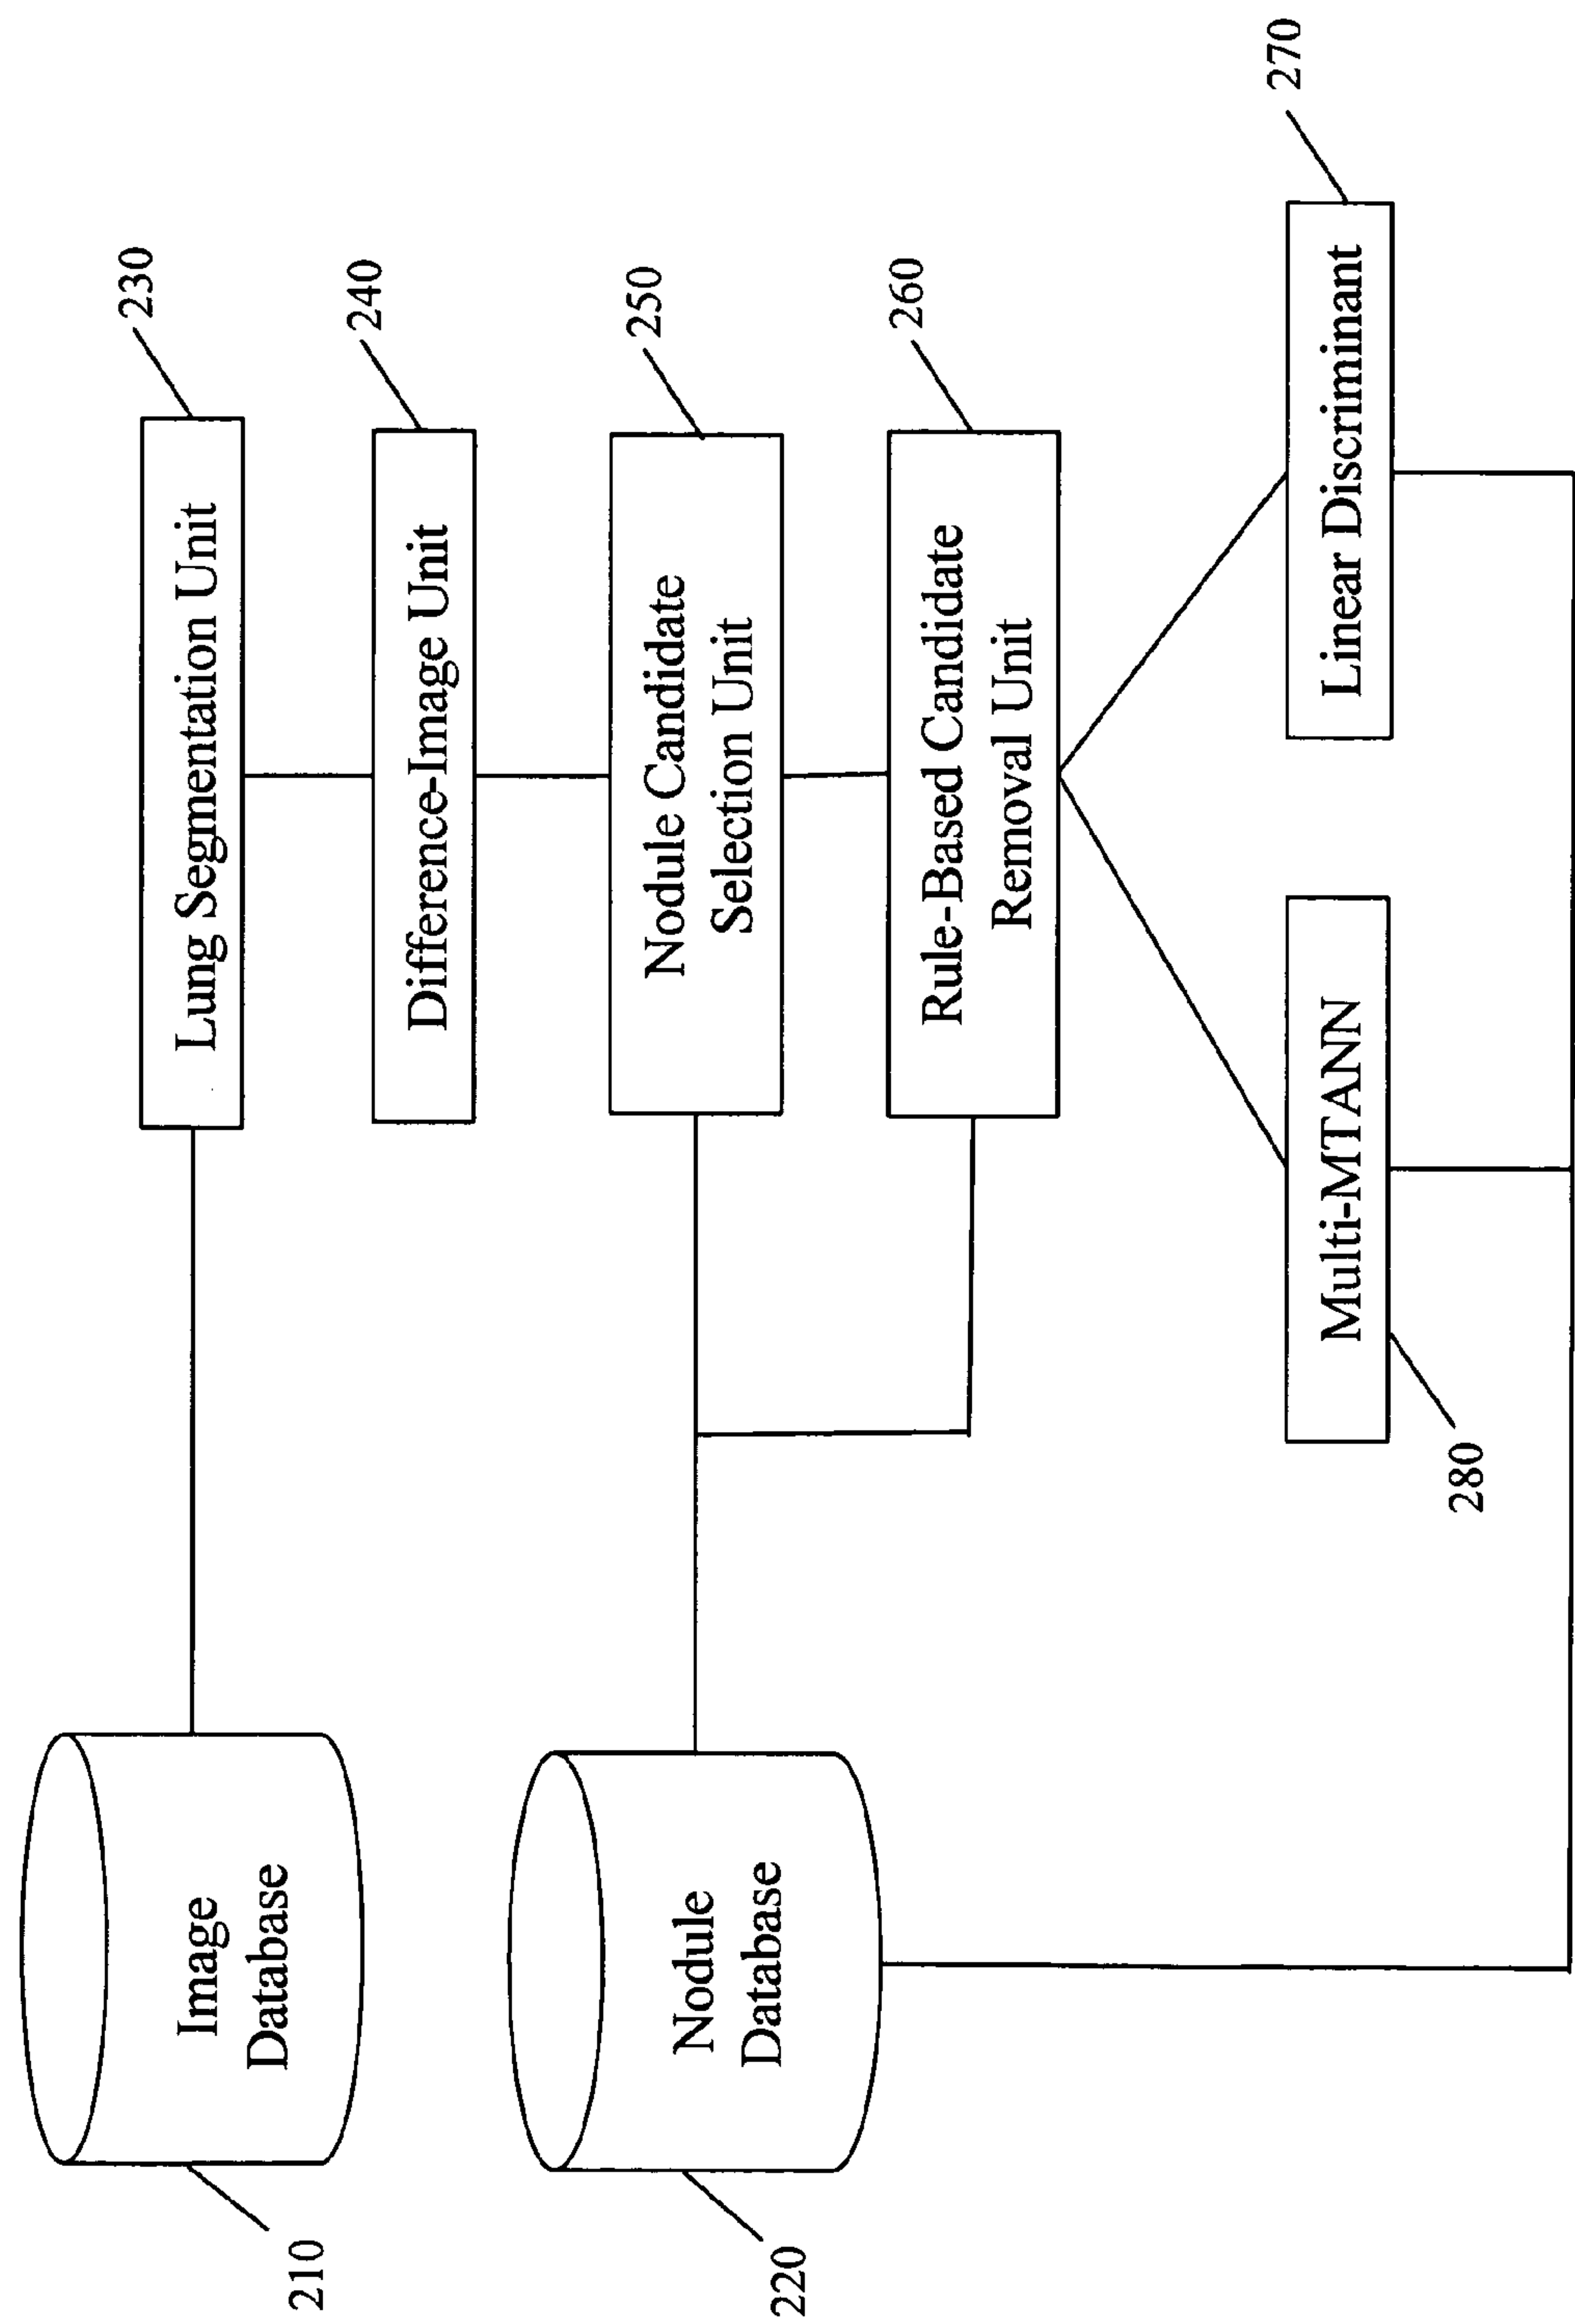 230
Lung Segmentation Unit
240
Difference-Image Unit
250
Nodule Candidate
Selection Unit
260
Rule-Based Candidate
Removal Unit
270
Linear Discriminant
Multi-MTANN
280
Image
Database
210
Nodule
Database
220